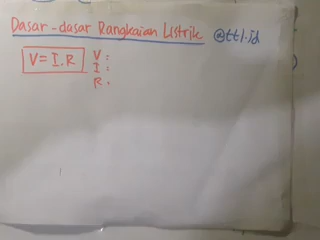 Dasar-dasar Rangkaian Listrik @ttl.id
V = I.R V :
I :
R .